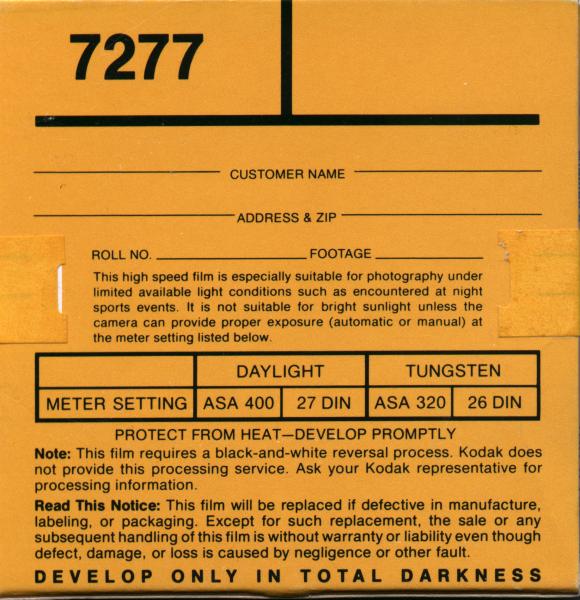 7277
CUSTOMER NAME
ADDRESS & ZIP
ROLL NO. FOOTAGE
This high speed film is especially suitable for photography under
limited available light conditions such as encountered at night
sports events. It is not suitable for bright sunlight unless the
camera can provide proper exposure (automatic or manual) at
the meter setting listed below.
DAYLIGHT TUNGSTEN
METER SETTING ASA 400 27 DIN ASA 320 26 DIN
PROTECT FROM HEAT—DEVELOP PROMPTLY
Note: This film requires a black-and-white reversal process. Kodak does
not provide this processing service. Ask your Kodak representative for
processing information.
Read This Notice: This film will be replaced if defective in manufacture,
labeling, or packaging. Except for such replacement, the sale or any
subsequent handling of this film is without warranty or liability even though
defect, damage, or loss is caused by negligence or other fault.
DEVELOP ONLY IN TOTAL DARKNESS